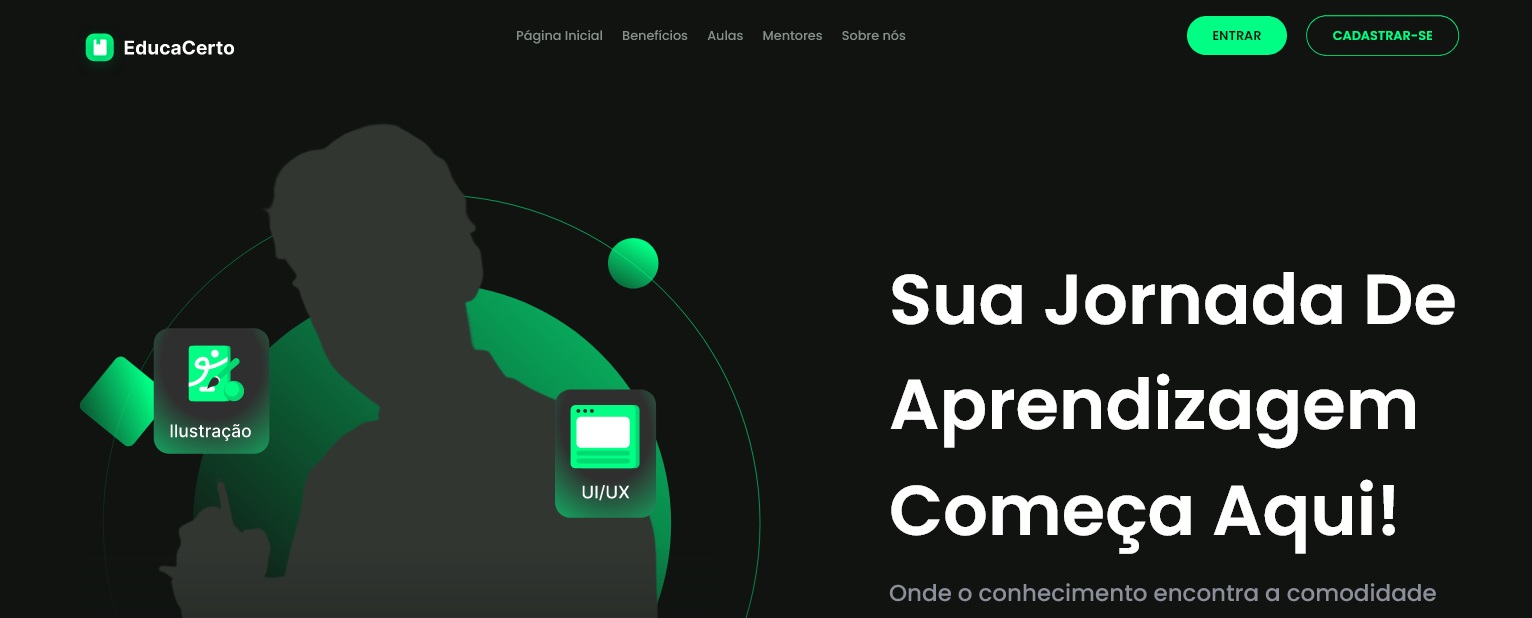 EducaCerto
Página Inicial Benefícios Aulas Mentores Sobre nós
ENTRAR
CADASTRAR-SE
Ilustração
UI/UX
Sua Jornada De
Aprendizagem
Começa Aqui!
Onde o conhecimento encontra a comodidade